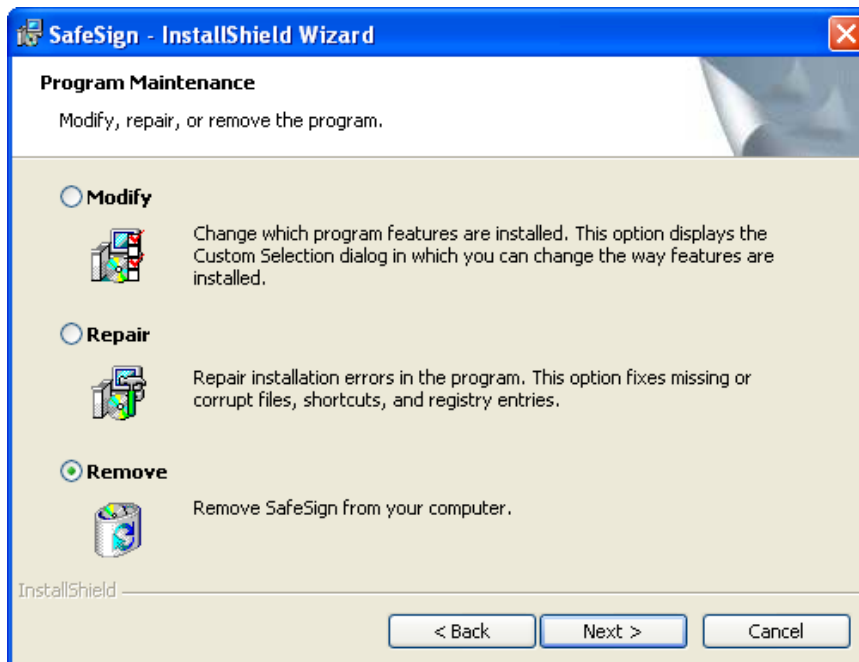 SafeSign - InstallShield Wizard
Program Maintenance
Modify, repair, or remove the program.
Modify
Change which program features are installed. This option displays the
Custom Selection dialog in which you can change the way features are
installed.
Repair
Repair installation errors in the program. This option fixes missing or
corrupt files, shortcuts, and registry entries.
Remove
Remove SafeSign from your computer.
InstallShield
< Back Next > Cancel